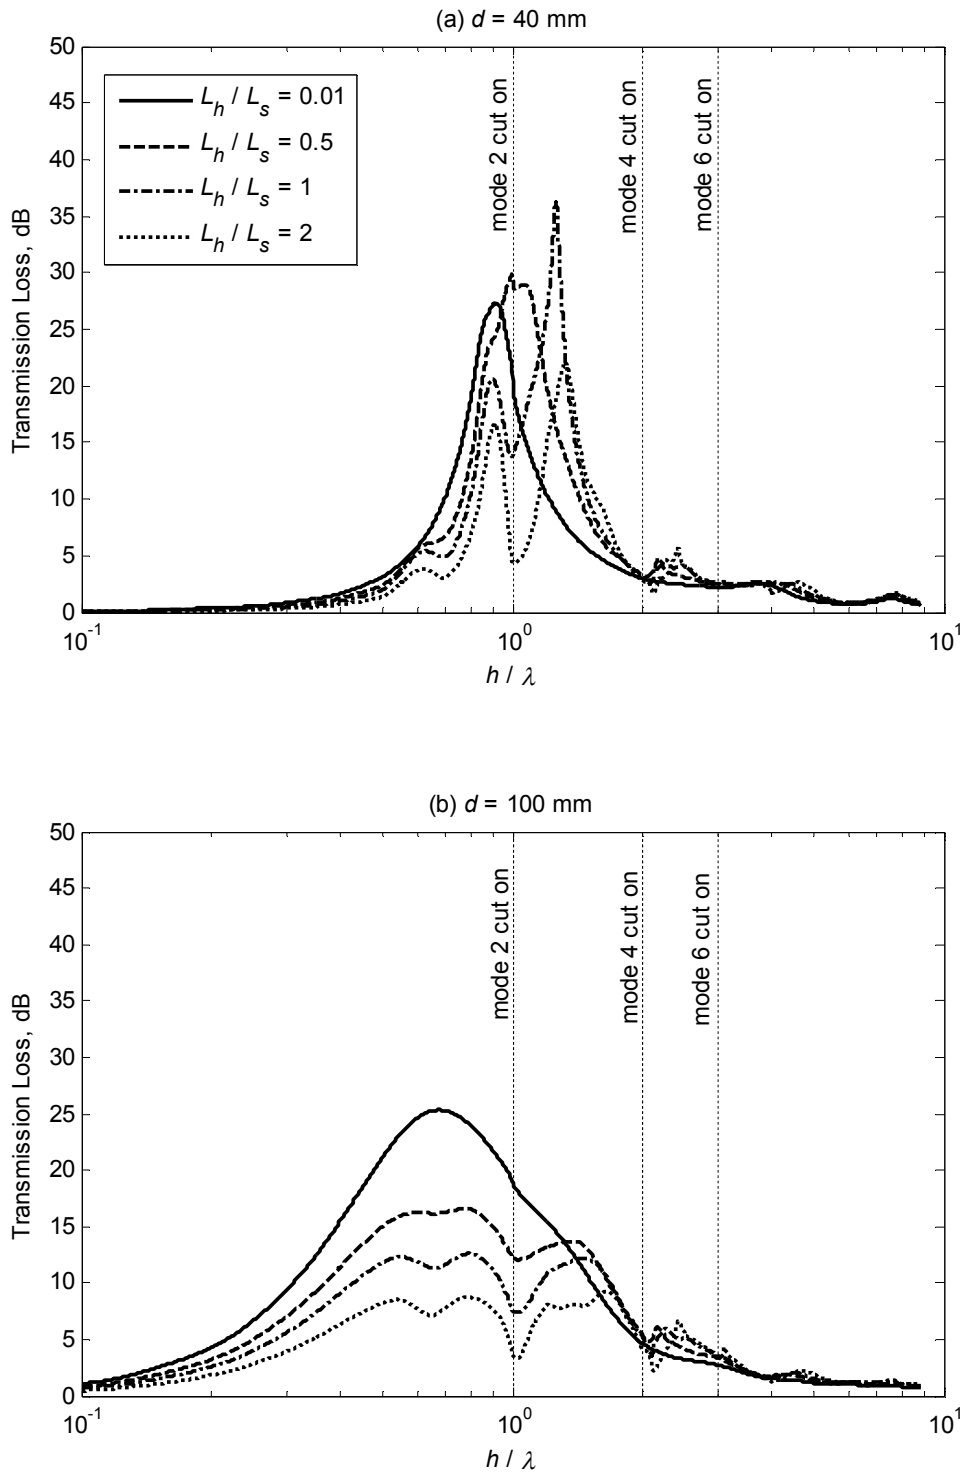 (a) d = 40 mm
50
45
40
35
30
25
20
15
10
5
0
Transmission Loss, dB
L_h / L_s = 0.01
L_h / L_s = 0.5
L_h / L_s = 1
L_h / L_s = 2
mode 2 cut on
mode 4 cut on
mode 6 cut on
10^-1
10^0
10^1
h / λ
(b) d = 100 mm
50
45
40
35
30
25
20
15
10
5
0
Transmission Loss, dB
mode 2 cut on
mode 4 cut on
mode 6 cut on
10^-1
10^0
10^1
h / λ